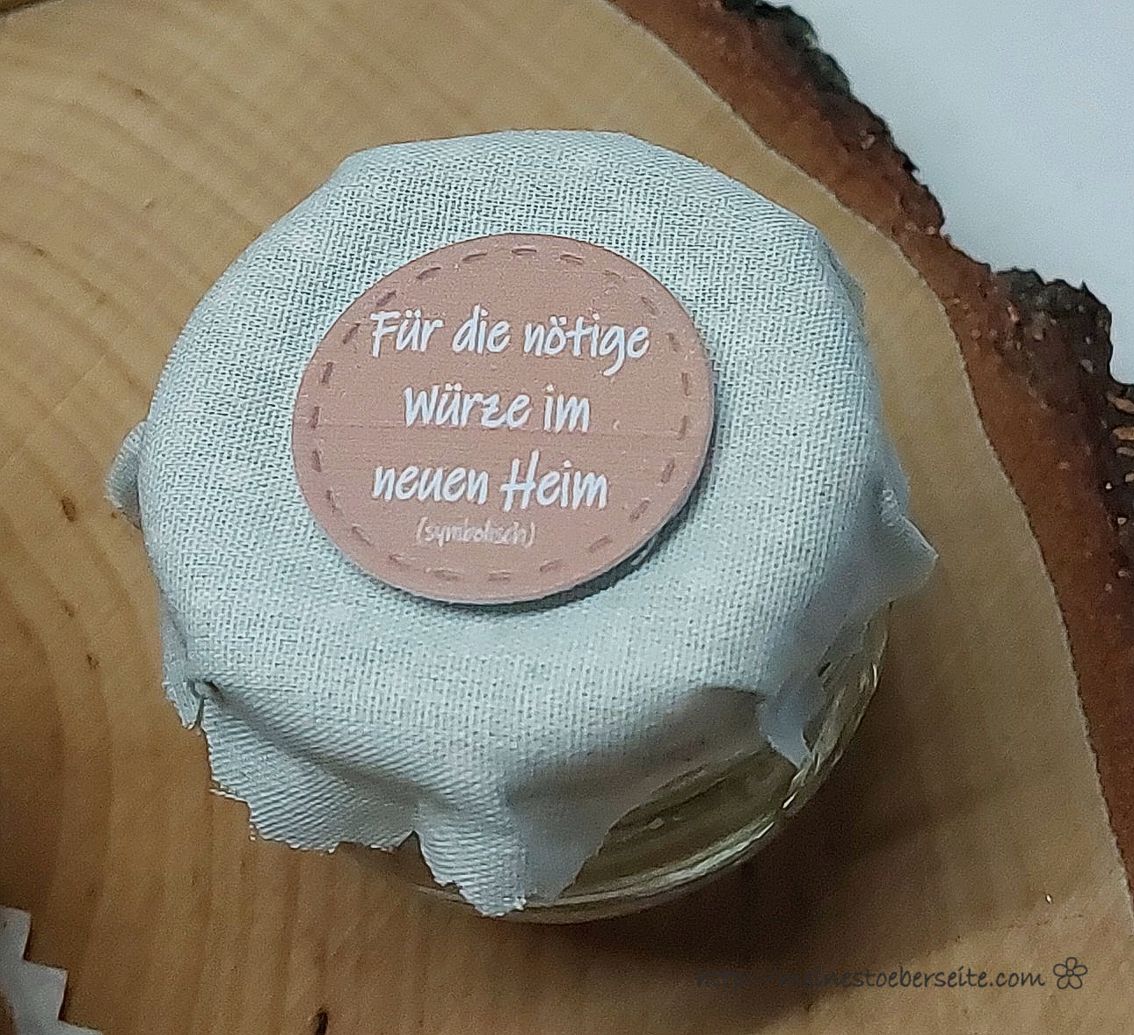 Für die nötige
Würze im
neuen Heim
(symbolisch)